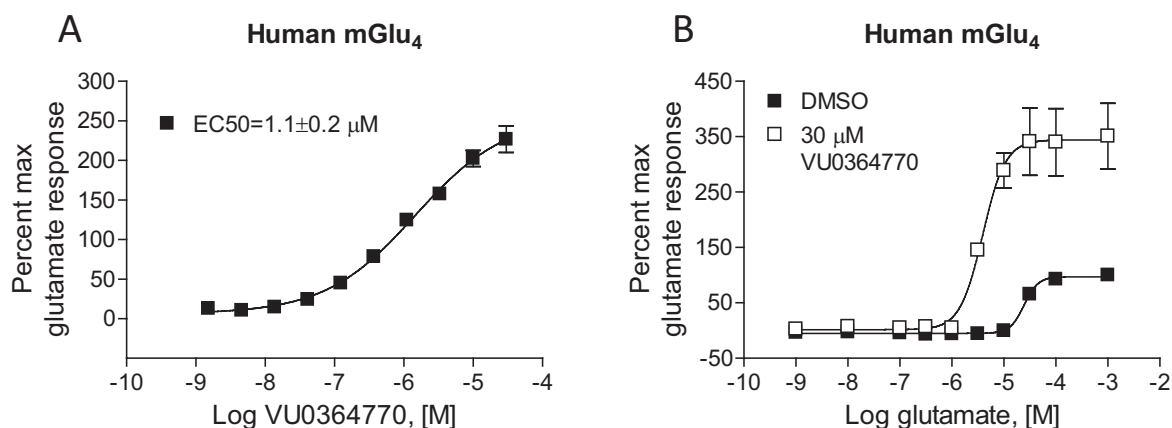 A
Human mGlu₄
EC50=1.1±0.2 μM
Percent max
glutamate response
300
250
200
150
100
50
0
-10 -9 -8 -7 -6 -5 -4
Log VU0364770, [M]
B
Human mGlu₄
DMSO
30 μM
VU0364770
Percent max
glutamate response
450
350
250
150
50
-50
-10 -9 -8 -7 -6 -5 -4 -3 -2
Log glutamate, [M]